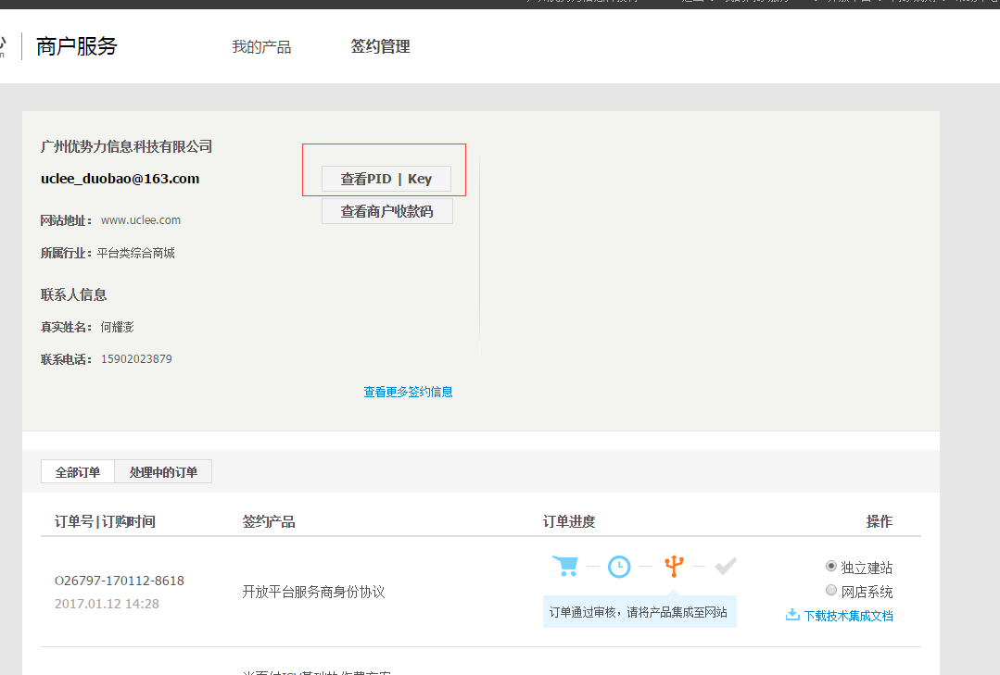 商户服务
我的产品
签约管理
广州优势力信息科技有限公司
uclee_duobao@163.com
查看PID | Key
查看商户收款码
网站地址： www.uclee.com
所属行业：平台类综合商城
联系人信息
真实姓名： 何耀澎
联系电话： 15902023879
查看更多签约信息
全部订单 处理中的订单
订单号|订购时间 签约产品 订单进度 操作
O26797-170112-8618
2017.01.12 14:28
开放平台服务商身份协议
订单通过审核，请将产品集成至网站
独立建站
网店系统
下载技术集成文档